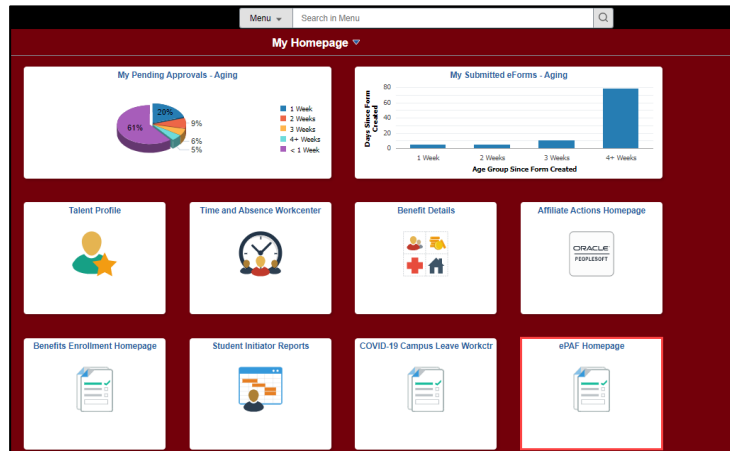 Menu
Search in Menu
My Homepage
My Pending Approvals - Aging
20%
9%
61%
6%
5%
1 Week
2 Weeks
3 Weeks
4+ Weeks
< 1 Week
My Submitted eForms - Aging
Days Since Form
Created
80
60
40
20
0
1 Week
2 Weeks
3 Weeks
4+ Weeks
Age Group Since Form Created
Talent Profile
Time and Absence Workcenter
Benefit Details
Affiliate Actions Homepage
ORACLE
PEOPLESOFT
Benefits Enrollment Homepage
Student Initiator Reports
COVID-19 Campus Leave Workctr
ePAF Homepage